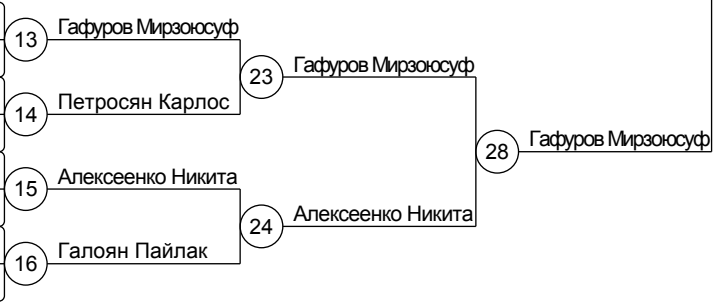 13 Гафуров Мирзоюсуф
23 Гафуров Мирзоюсуф
14 Петросян Карлос
28 Гафуров Мирзоюсуф
15 Алексеенко Никита
24 Алексеенко Никита
16 Галоян Пайлак